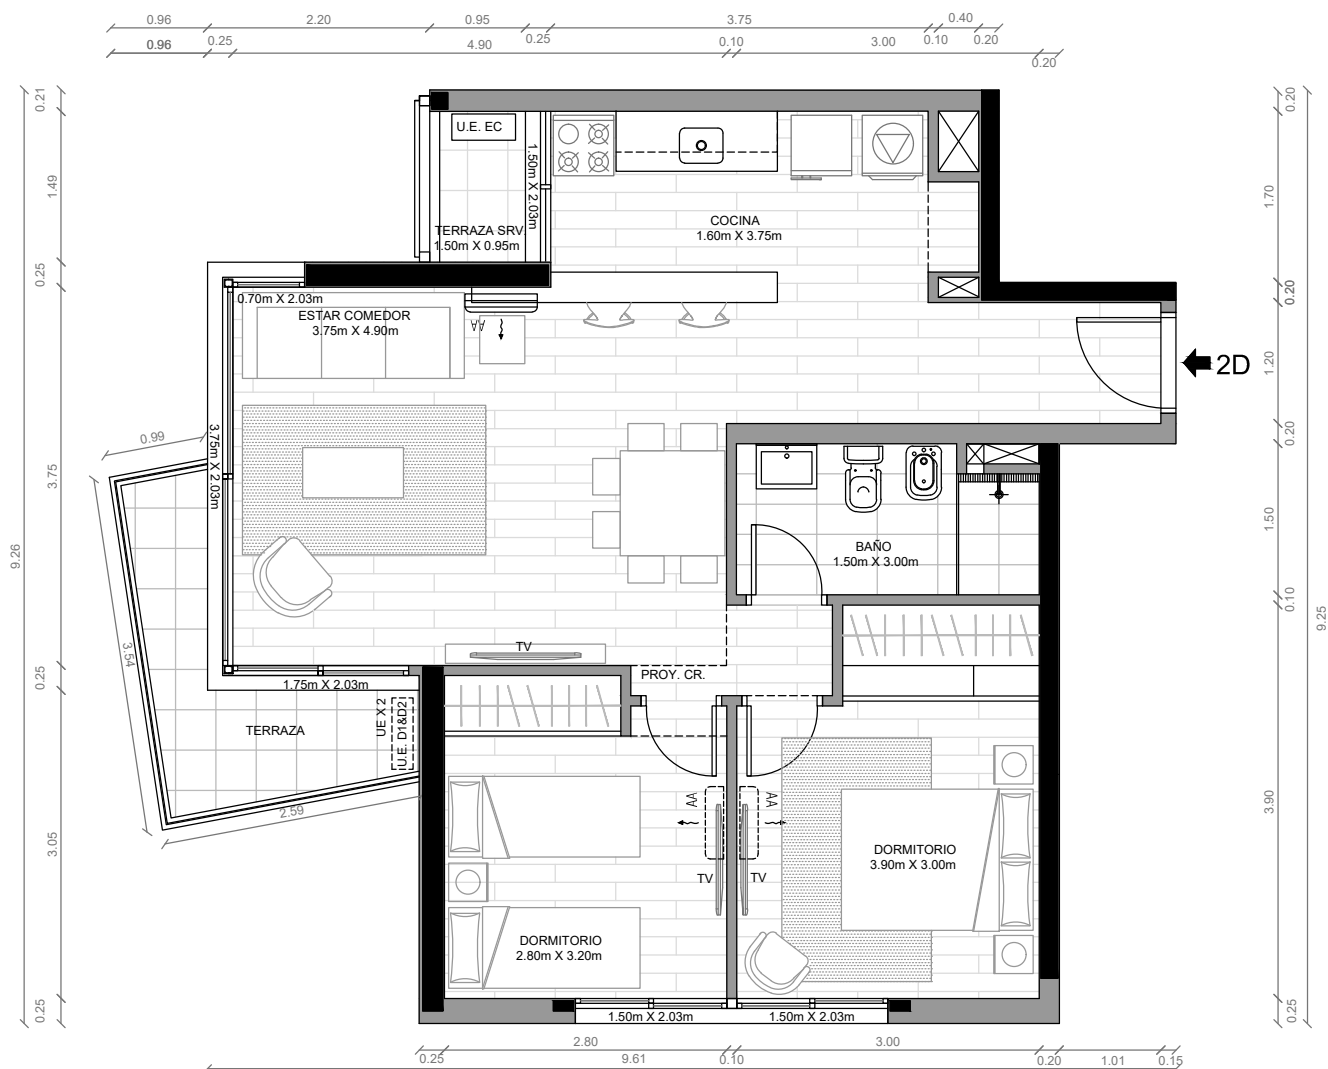 0.96
2.20
0.95
3.75
0.40
0.96
0.25
4.90
0.25
0.10
3.00
0.10
0.20
0.20
0.21
1.49
0.25
3.75
9.26
0.25
3.05
0.25
0.20
1.70
0.20
1.20
0.20
1.50
0.10
9.25
3.90
0.25
U.E. EC
1.50m X 2.03m
TERRAZA SRV.
1.50m X 0.95m
COCINA
1.60m X 3.75m
0.70m X 2.03m
ESTAR COMEDOR
3.75m X 4.90m
AA
2D
3.75m X 2.03m
0.99
3.54
2.59
BAÑO
1.50m X 3.00m
TV
PROY. CR.
1.75m X 2.03m
TERRAZA
UE X 2
U.E. D1&D2
AA
AA
TV
TV
DORMITORIO
3.90m X 3.00m
DORMITORIO
2.80m X 3.20m
1.50m X 2.03m
1.50m X 2.03m
2.80
3.00
0.25
9.61
0.10
0.20
1.01
0.15